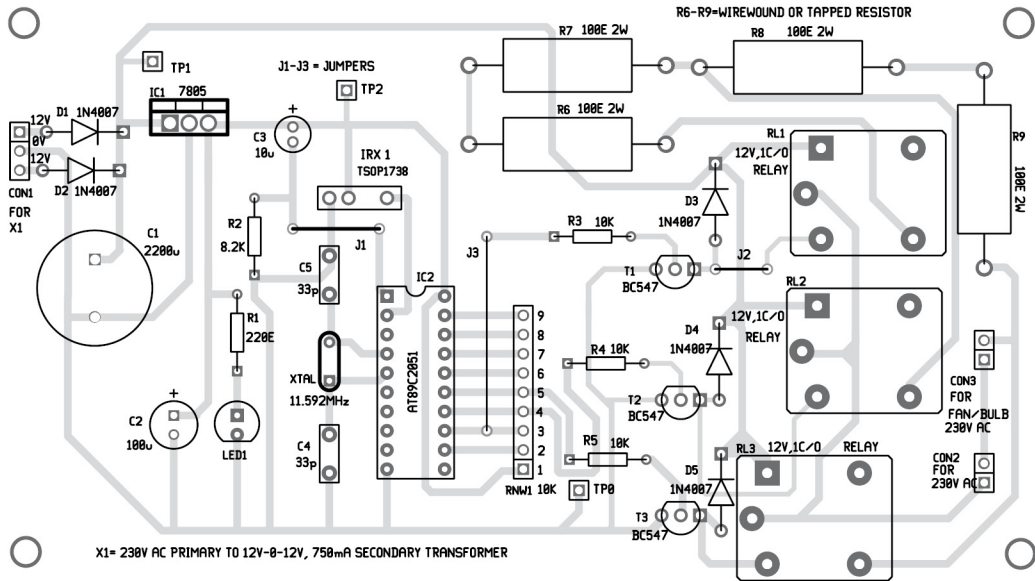 R6-R9=WIREWOUND OR TAPPED RESISTOR
R7 100E 2W
R8 100E 2W
J1-J3 = JUMPERS
TP1
TP2
IC1 7805
D1 1N4007
12V
0V
12V
CON1
FOR
X1
D2 1N4007
+
C3
10u
R6 100E 2W
R9
100E 2W
RL1
12V,1C/O
RELAY
IRX 1
TSOP1738
D3
1N4007
C1
2200u
R2
8.2K
J1
J3
R3 10K
J2
T1
BC547
C5
33p
IC2
AT89C2051
RL2
12V,1C/O
RELAY
R1
220E
9
8
7
6
5
4
3
2
1
D4
1N4007
R4 10K
XTAL
11.592MHz
T2
BC547
CON3
FOR
FAN/BULB
230V AC
+
C2
100u
LED1
C4
33p
R5 10K
RL3 12V,1C/O RELAY
CON2
FOR
230V AC
D5
1N4007
RNW1 10K
TP0
T3
BC547
X1= 230V AC PRIMARY TO 12V-0-12V, 750mA SECONDARY TRANSFORMER